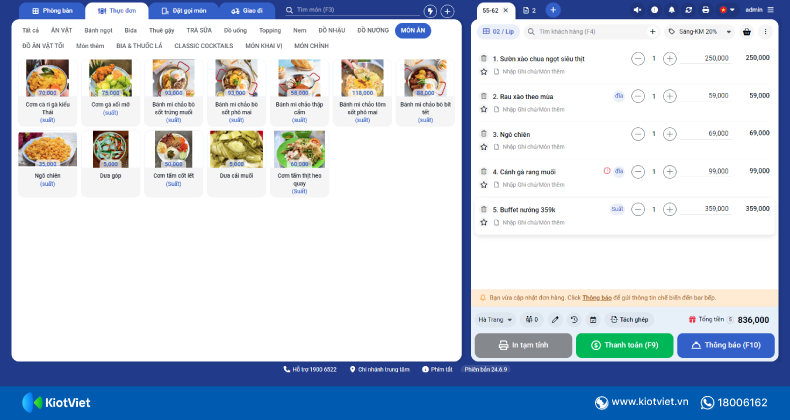 Phòng bàn Thực đơn Đặt gọi món Giao đi Tìm món (F3)
Tất cả ĂN VẶT Bánh ngọt Bida Thuê gậy TRÀ SỮA Đồ uống Topping Nem ĐỒ NHẬU ĐỒ NƯỚNG MÓN ĂN
ĐỒ ĂN VẶT TỐI Món thêm BIA & THUỐC LÁ CLASSIC COCKTAILS MÓN KHAI VỊ MÓN CHÍNH
70,000 75,000 93,000 93,000 58,000 118,000 88,000
Cơm cà ri gà kiểu Thái (suất)
Cơm gà xối mỡ (suất)
Bánh mì chảo bò sốt trứng muối (suất)
Bánh mì chảo bò sốt phô mai (suất)
Bánh mì chảo thập cẩm (suất)
Bánh mì chảo tôm sốt phô mai (suất)
Bánh mì chảo bò bít tết (suất)
35,000 5,000 50,000 5,000 60,000
Ngô chiên (suất)
Dưa góp
Cơm tấm cốt lết (Suất)
Dưa cải muối
Cơm tấm thịt heo quay (Suất)
55-62 2 admin
02 / Líp Tìm khách hàng (F4) Sáng-KM 20%
1. Sườn xào chua ngọt siêu thịt 1 250,000 250,000
Nhập Ghi chú/Món thêm
2. Rau xào theo mùa đĩa 1 59,000 59,000
Nhập Ghi chú/Món thêm
3. Ngô chiên 1 69,000 69,000
Nhập Ghi chú/Món thêm
4. Cánh gà rang muối đĩa 1 99,000 99,000
Nhập Ghi chú/Món thêm
5. Buffet nướng 359k Suất 1 359,000 359,000
Nhập Ghi chú/Món thêm
Bạn vừa cập nhật đơn hàng. Click Thông báo để gửi thông tin chế biến đến bar bếp.
Hà Trang 0 Tách ghép Tổng tiền 5 836,000
In tạm tính Thanh toán (F9) Thông báo (F10)
Hỗ trợ 1900 6522 Chi nhánh trung tâm Phím tắt Phiên bản 24.6.9
KiotViet www.kiotviet.vn 18006162